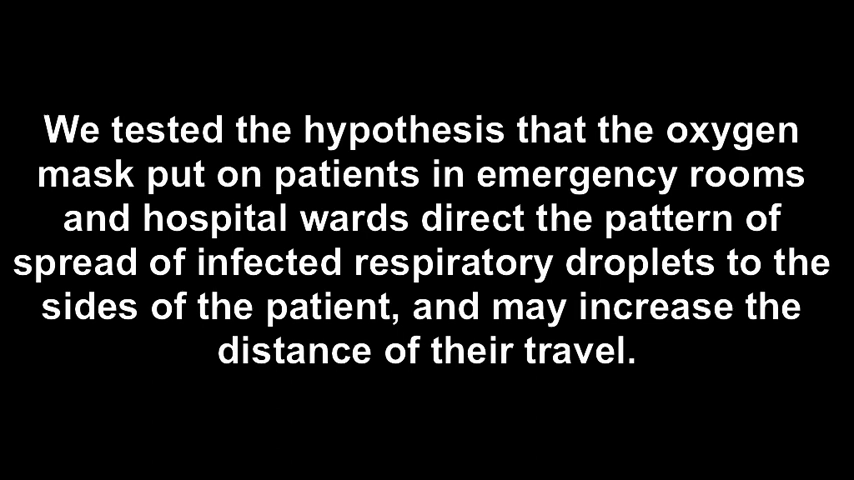 We tested the hypothesis that the oxygen
mask put on patients in emergency rooms
and hospital wards direct the pattern of
spread of infected respiratory droplets to the
sides of the patient, and may increase the
distance of their travel.